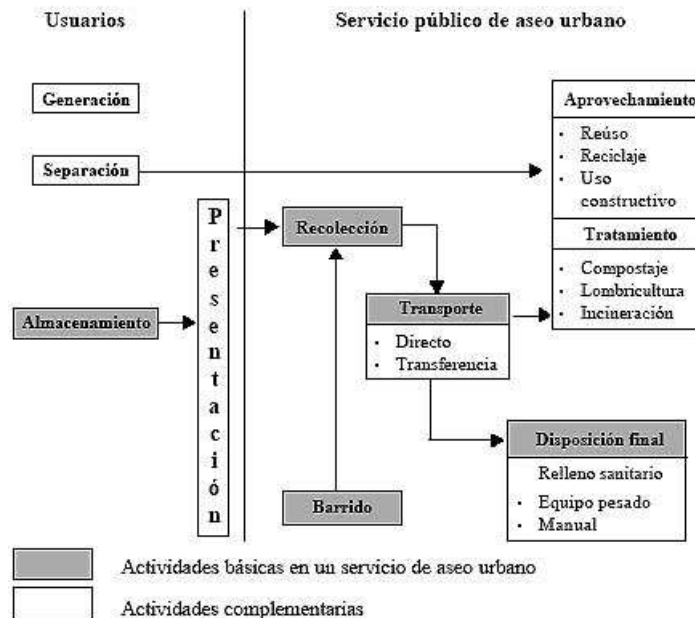 Usuarios
Servicio público de aseo urbano
Generación
Separación
Almacenamiento
Presentación
Recolección
Barrido
Transporte
· Directo
· Transferencia
Aprovechamiento
· Reúso
· Reciclaje
· Uso
constructivo
Tratamiento
· Compostaje
· Lombricultura
· Incineración
Disposición final
Relleno sanitario
· Equipo pesado
· Manual
Actividades básicas en un servicio de aseo urbano
Actividades complementarias